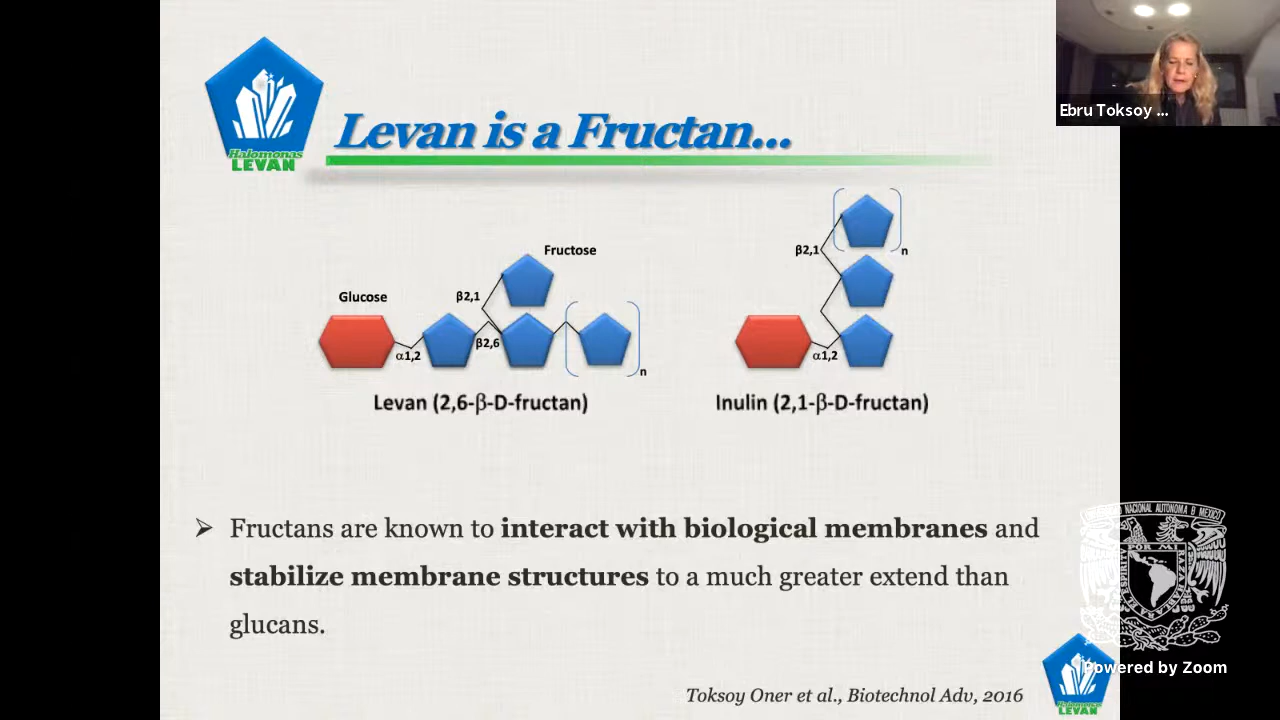 Ebru Toksoy ...
Halomonas
LEVAN
Levan is a Fructan...
Fructose
Glucose
β2,1
β2,1
n
α1,2
β2,6
n
α1,2
Levan (2,6-β-D-fructan)
Inulin (2,1-β-D-fructan)
➢ Fructans are known to interact with biological membranes and
stabilize membrane structures to a much greater extend than
glucans.
Powered by Zoom
Toksoy Oner et al., Biotechnol Adv, 2016
Halomonas
LEVAN